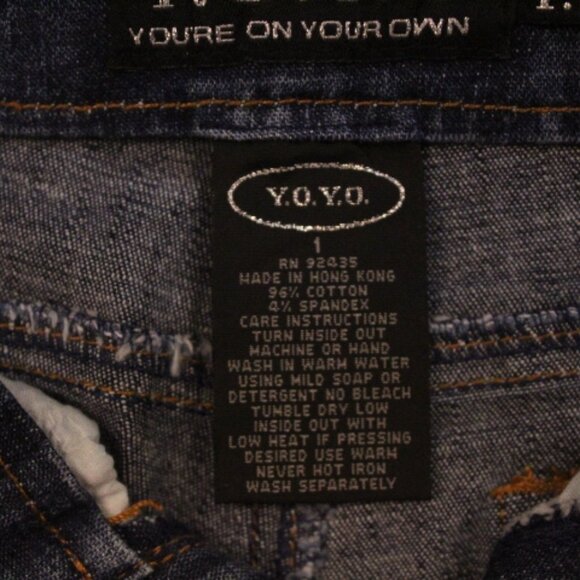 YOU'RE ON YOUR OWN
Y.O.Y.O.
1
RN 92435
MADE IN HONG KONG
96% COTTON
4% SPANDEX
CARE INSTRUCTIONS
TURN INSIDE OUT
MACHINE OR HAND
WASH IN WARM WATER
USING MILD SOAP OR
DETERGENT NO BLEACH
TUMBLE DRY LOW
INSIDE OUT WITH
LOW HEAT IF PRESSING
DESIRED USE WARM
NEVER HOT IRON
WASH SEPARATELY